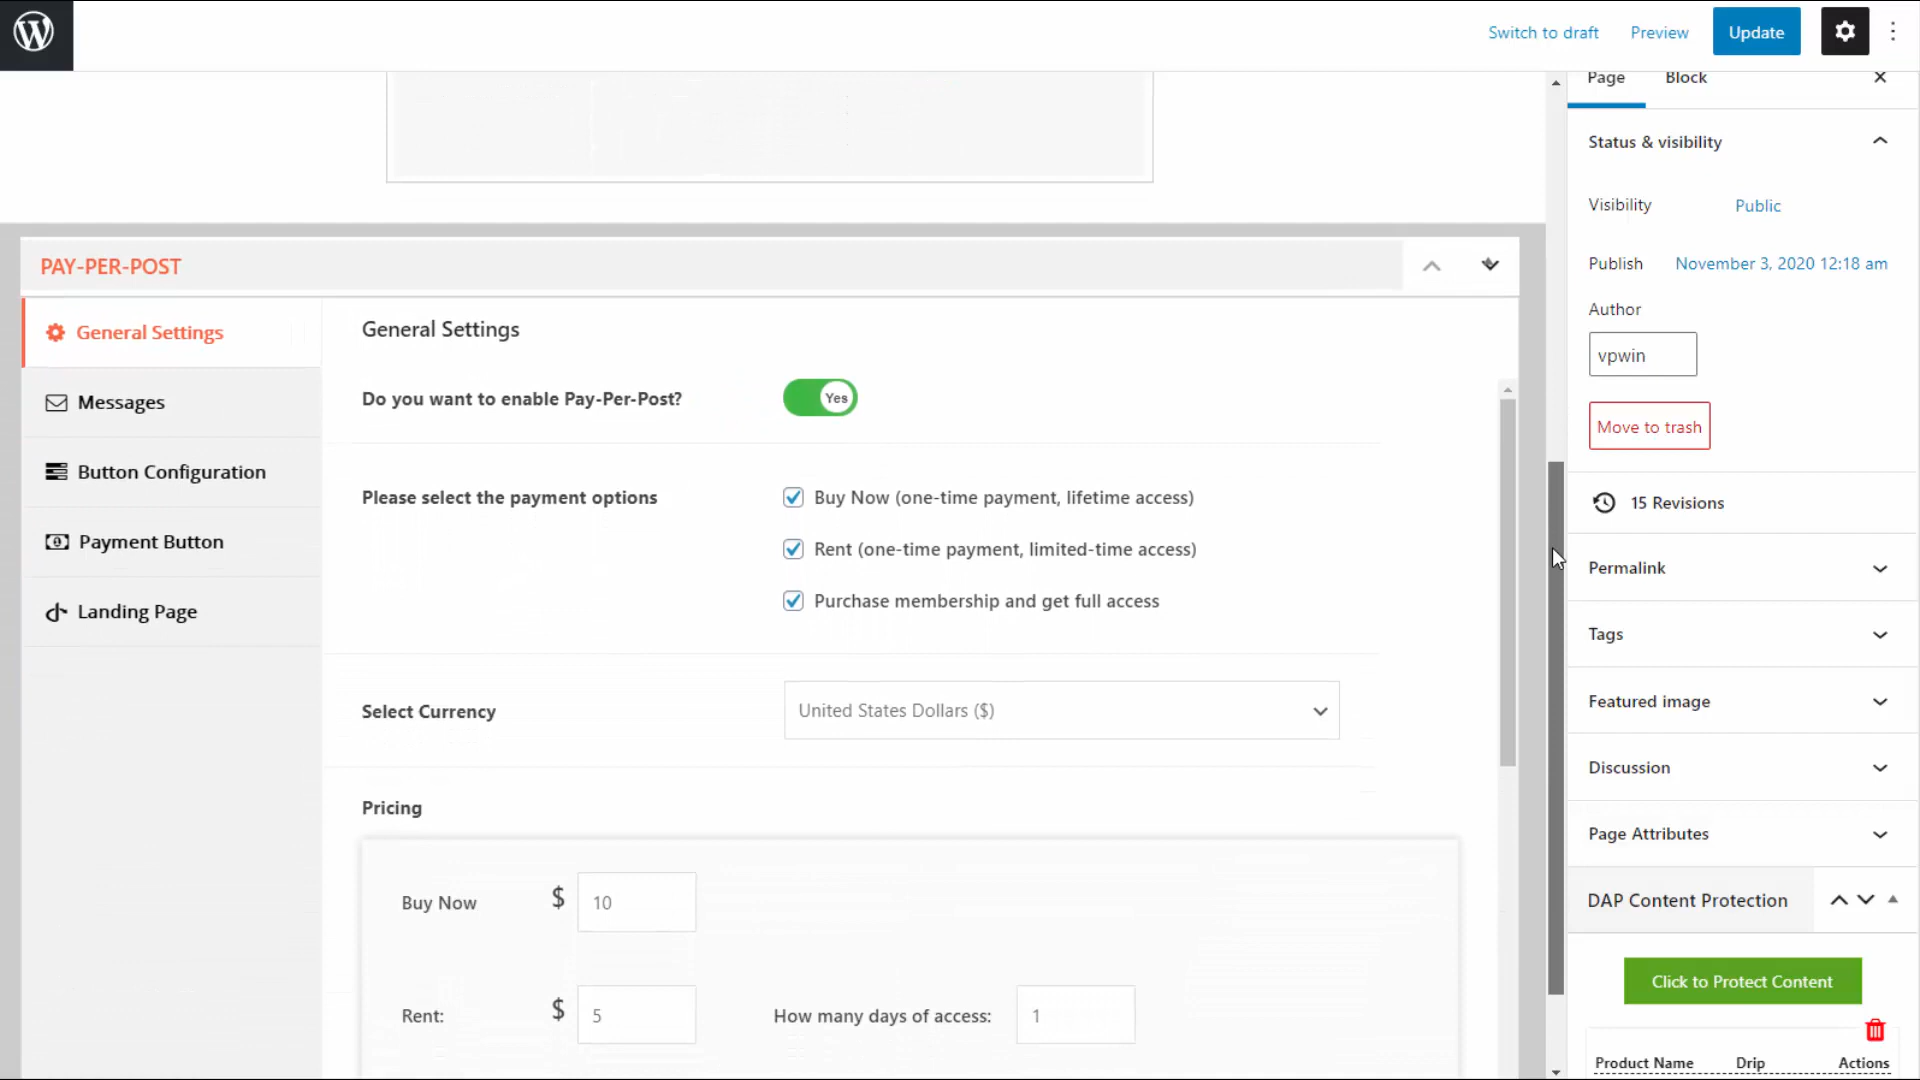 Switch to draft
Preview
Update
Page
Block
Status & visibility
Visibility
Public
Publish
November 3, 2020 12:18 am
Author
vpwin
Move to trash
15 Revisions
Permalink
Tags
Featured image
Discussion
Page Attributes
DAP Content Protection
Click to Protect Content
Product Name
Drip
Actions
PAY-PER-POST
General Settings
Messages
Button Configuration
Payment Button
Landing Page
General Settings
Do you want to enable Pay-Per-Post?
Yes
Please select the payment options
Buy Now (one-time payment, lifetime access)
Rent (one-time payment, limited-time access)
Purchase membership and get full access
Select Currency
United States Dollars ($)
Pricing
Buy Now $ 10
Rent: $ 5 How many days of access: 1